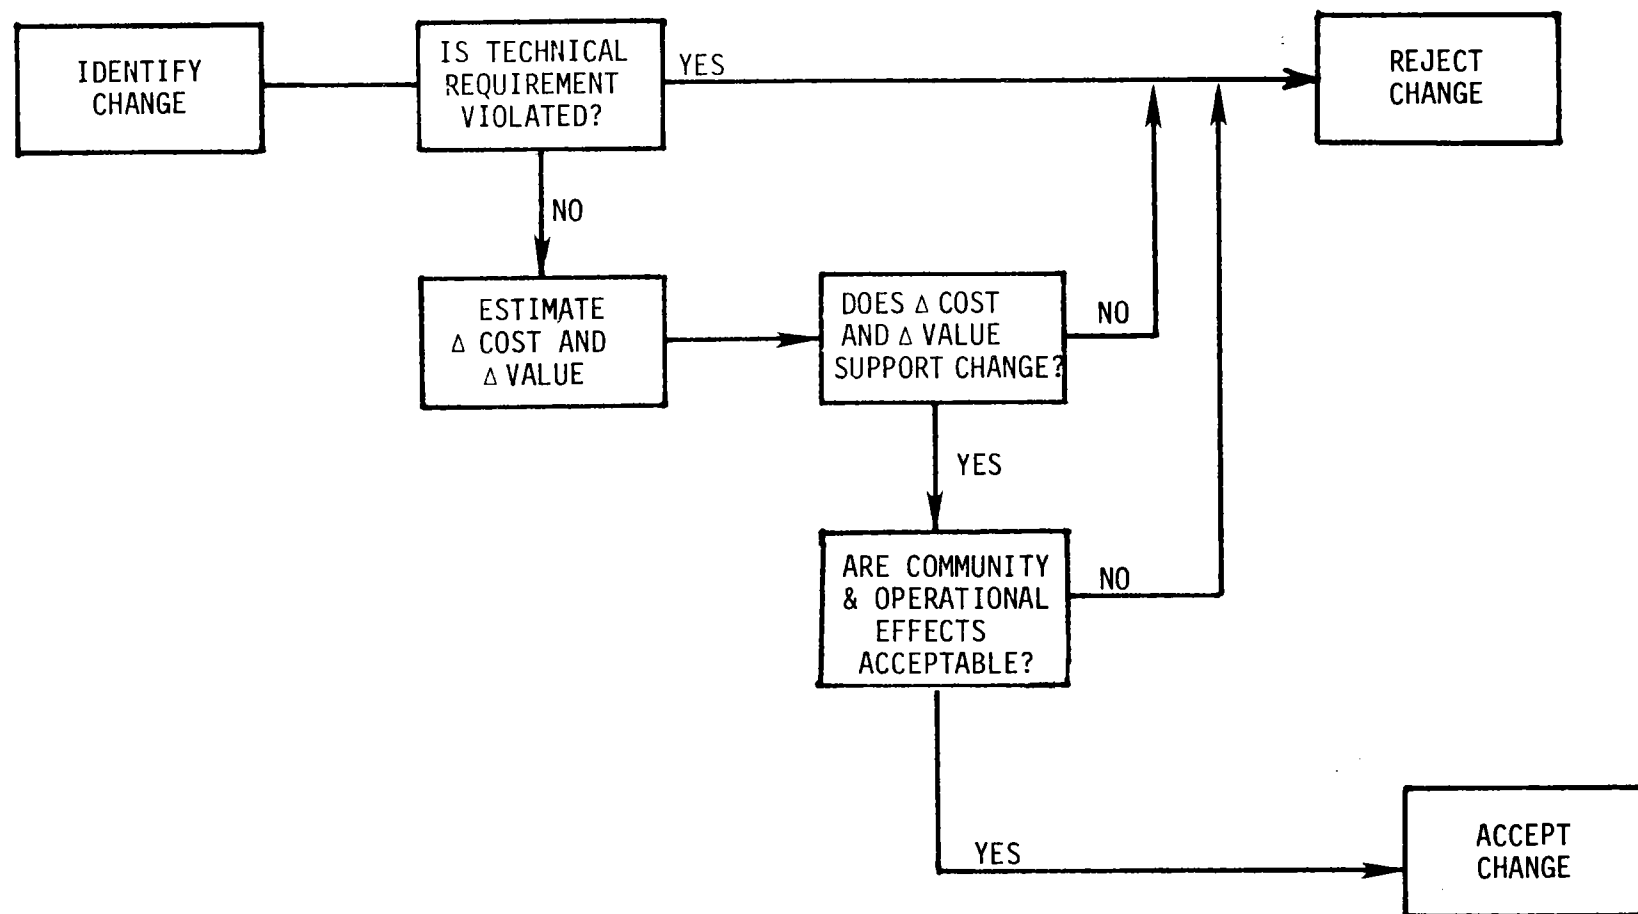 IDENTIFY
CHANGE
IS TECHNICAL
REQUIREMENT
VIOLATED?
YES
REJECT
CHANGE
NO
ESTIMATE
Δ COST AND
Δ VALUE
DOES Δ COST
AND Δ VALUE
SUPPORT CHANGE?
NO
YES
ARE COMMUNITY
& OPERATIONAL
EFFECTS
ACCEPTABLE?
NO
YES
ACCEPT
CHANGE